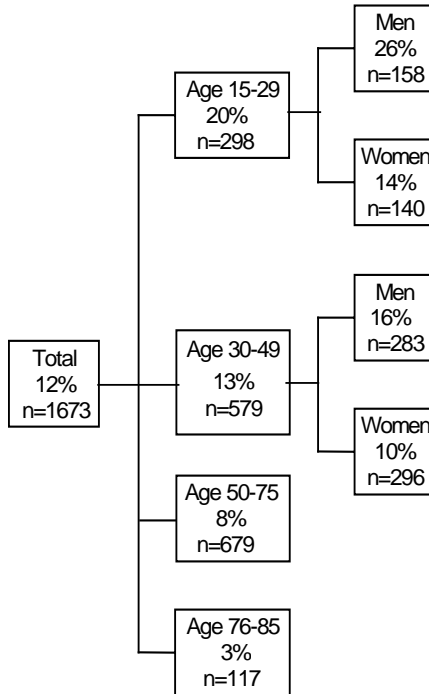 Total
12%
n=1673
Age 15-29
20%
n=298
Men
26%
n=158
Women
14%
n=140
Age 30-49
13%
n=579
Men
16%
n=283
Women
10%
n=296
Age 50-75
8%
n=679
Age 76-85
3%
n=117